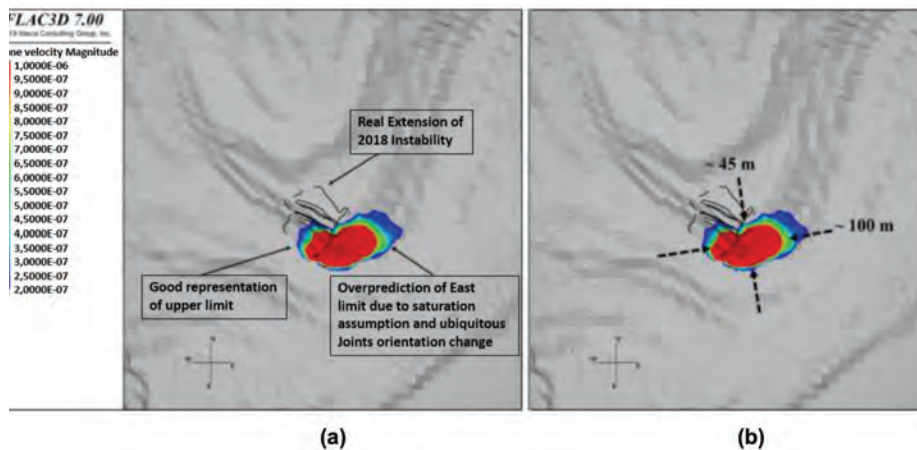 FLAC3D 7.00
Itasca Consulting Group, Inc.
ne velocity Magnitude
1,0000E-06
9,5000E-07
9,0000E-07
8,5000E-07
8,0000E-07
7,5000E-07
7,0000E-07
6,5000E-07
6,0000E-07
5,5000E-07
5,0000E-07
4,5000E-07
4,0000E-07
3,5000E-07
3,0000E-07
2,5000E-07
2,0000E-07
Real Extension of
2018 Instability
Good representation
of upper limit
Overprediction of East
limit due to saturation
assumption and ubiquitous
Joints orientation change
~ 45 m
~ 100 m
(a)
(b)